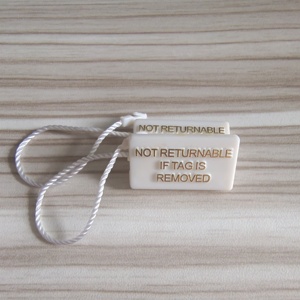 NOT RETURNABLE
NOT RETURNABLE
IF TAG IS
REMOVED